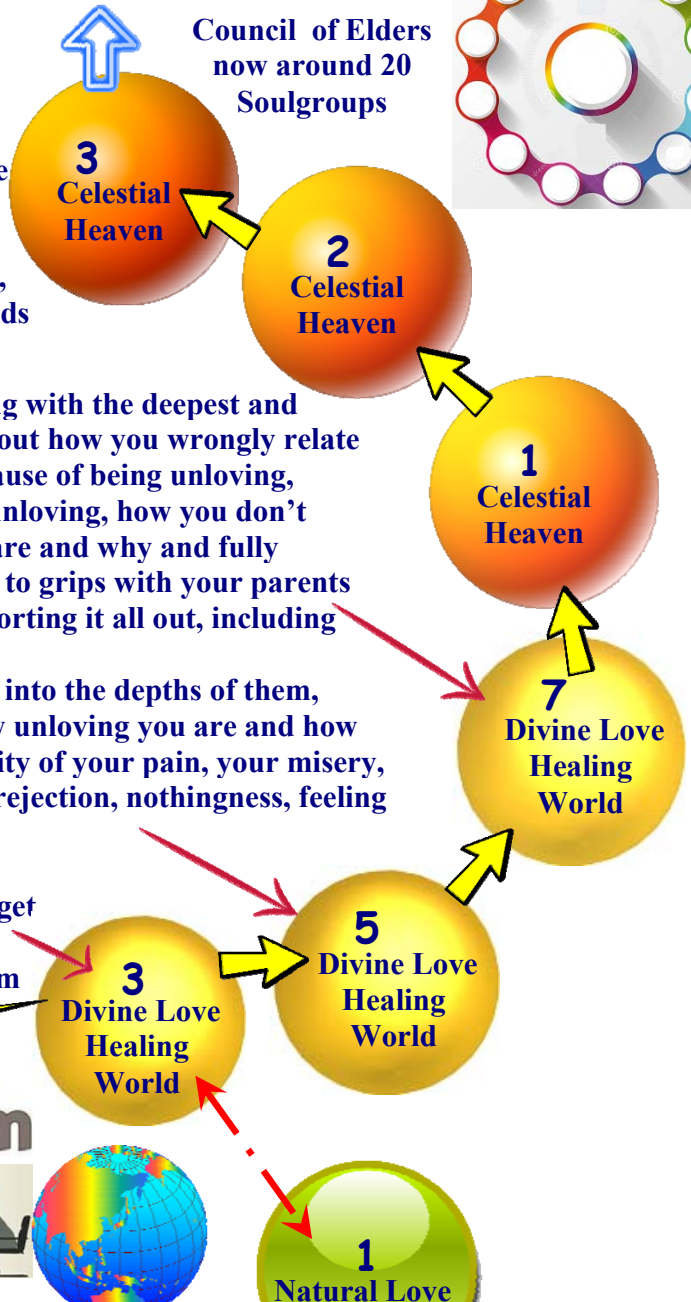 Council of Elders
now around 20
Soulgroups
3
Celestial
Heaven
2
Celestial
Heaven
1
Celestial
Heaven
with the deepest and
out how you wrongly relate
of being unloving,
unloving, how you don't
are and why and fully
to grips with your parents
sorting it all out, including
into the depths of them,
unloving you are and how
of your pain, your misery,
rejection, nothingness, feeling
get
7
Divine Love
Healing
World
5
Divine Love
Healing
World
3
Divine Love
Healing
World
1
Natural Love